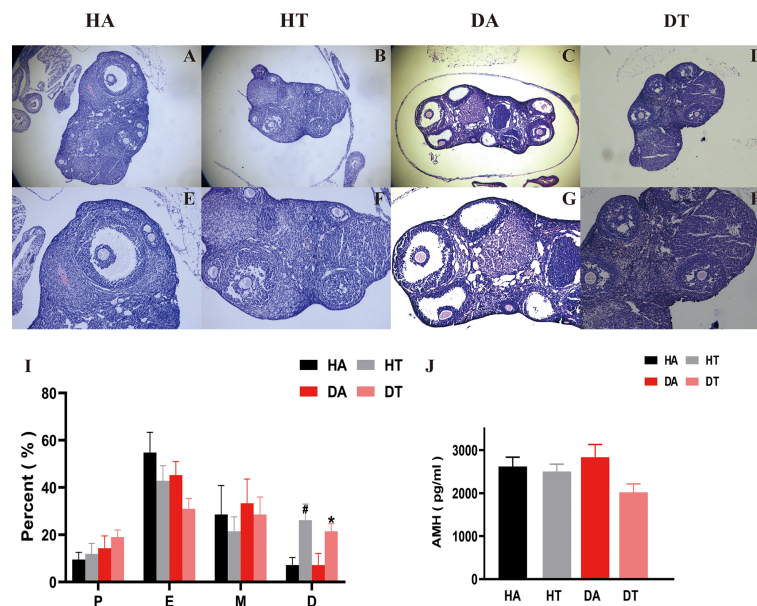 HA HT DA DT
A B C D
E F G
I
HA HT
DA DT
Percent ( % )
80
60
40
20
0
#
*
P E M D
J
HA HT
DA DT
AMH ( pg/ml )
3000
2000
1000
0
HA HT DA DT